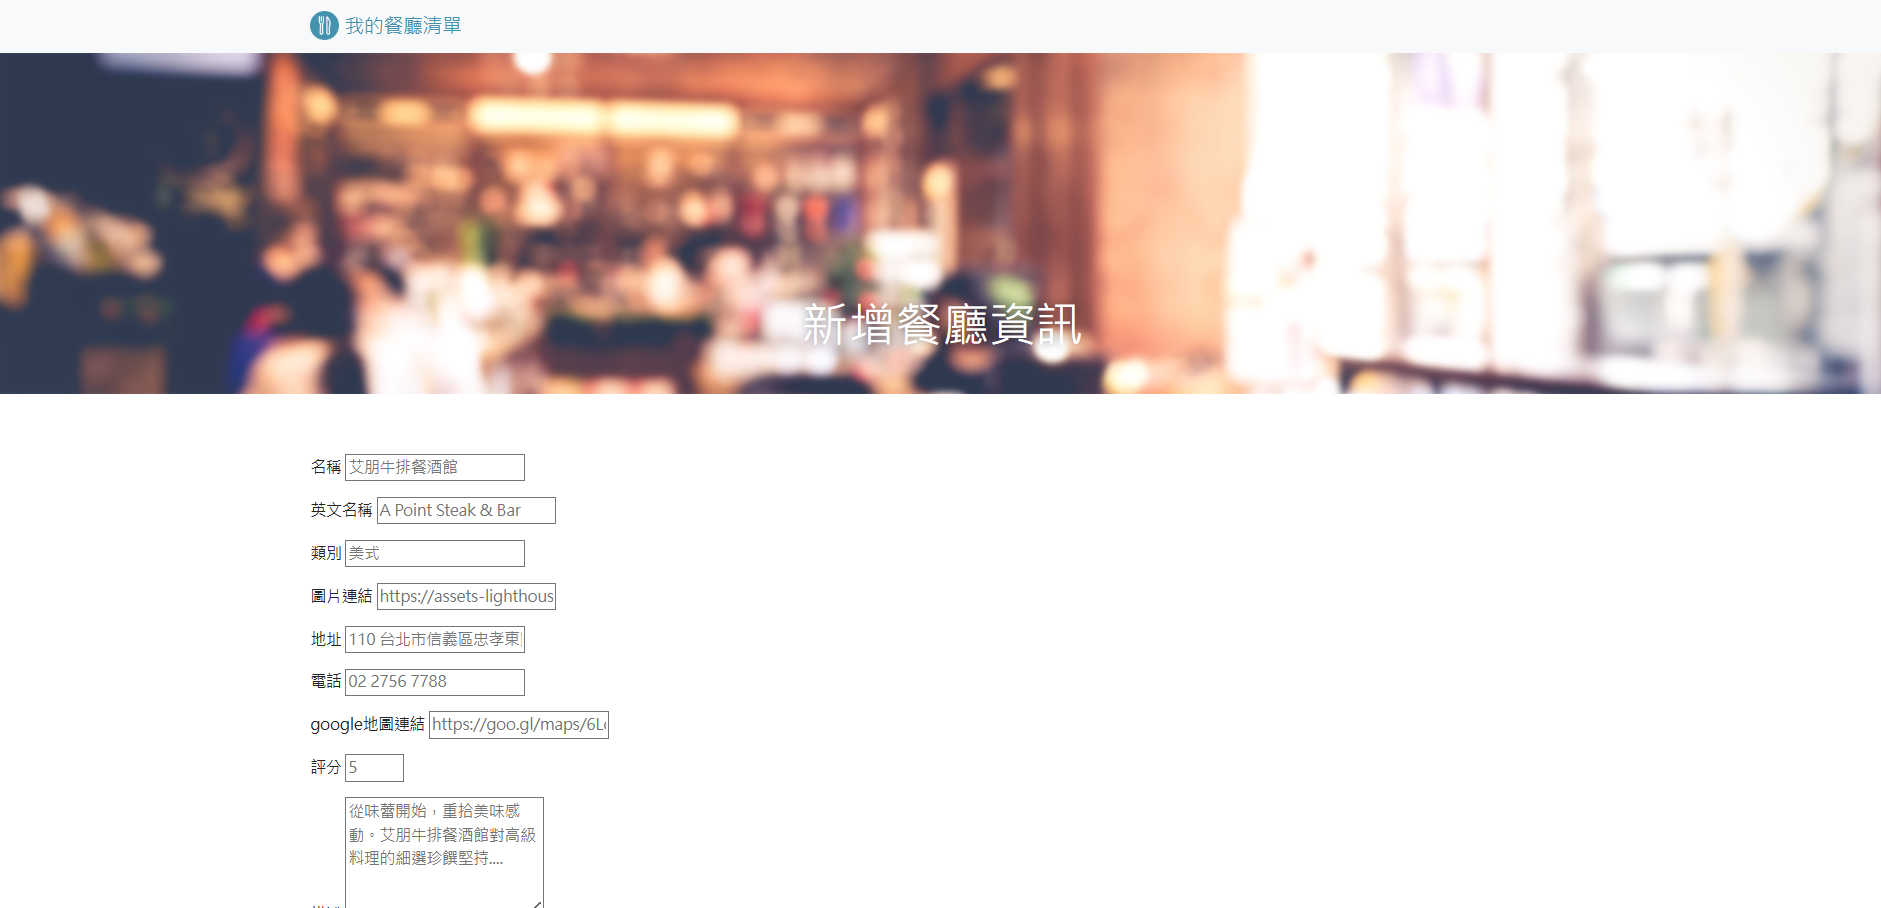 我的餐廳清單
新增餐廳資訊
名稱 艾朋牛排餐酒館
英文名稱 A Point Steak & Bar
類別 美式
圖片連結 https://assets-lighthous
地址 110 台北市信義區忠孝東
電話 02 2756 7788
google地圖連結 https://goo.gl/maps/6L
評分 5
從味蕾開始，重拾美味感
動。艾朋牛排餐酒館對高級
料理的細選珍饌堅持....